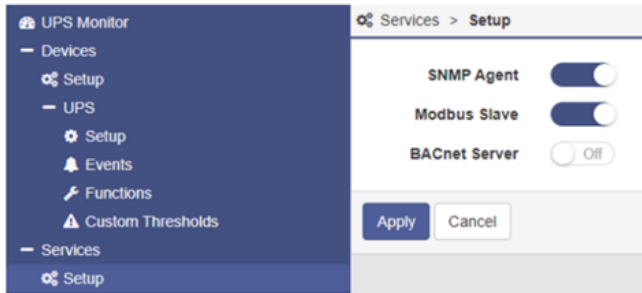 UPS Monitor
Devices
Setup
UPS
Setup
Events
Functions
Custom Thresholds
Services
Setup
Services > Setup
SNMP Agent
Modbus Slave
BACnet Server Off
Apply Cancel